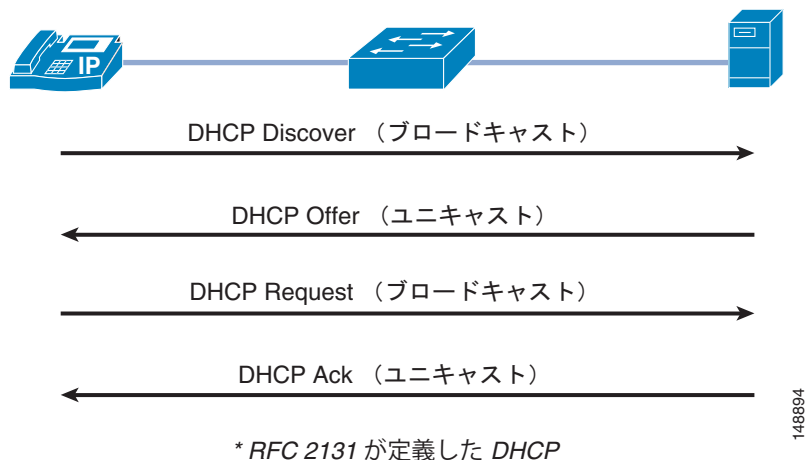 IP
DHCP Discover （ブロードキャスト）
DHCP Offer （ユニキャスト）
DHCP Request （ブロードキャスト）
DHCP Ack （ユニキャスト）
148894
* RFC 2131 が定義した DHCP